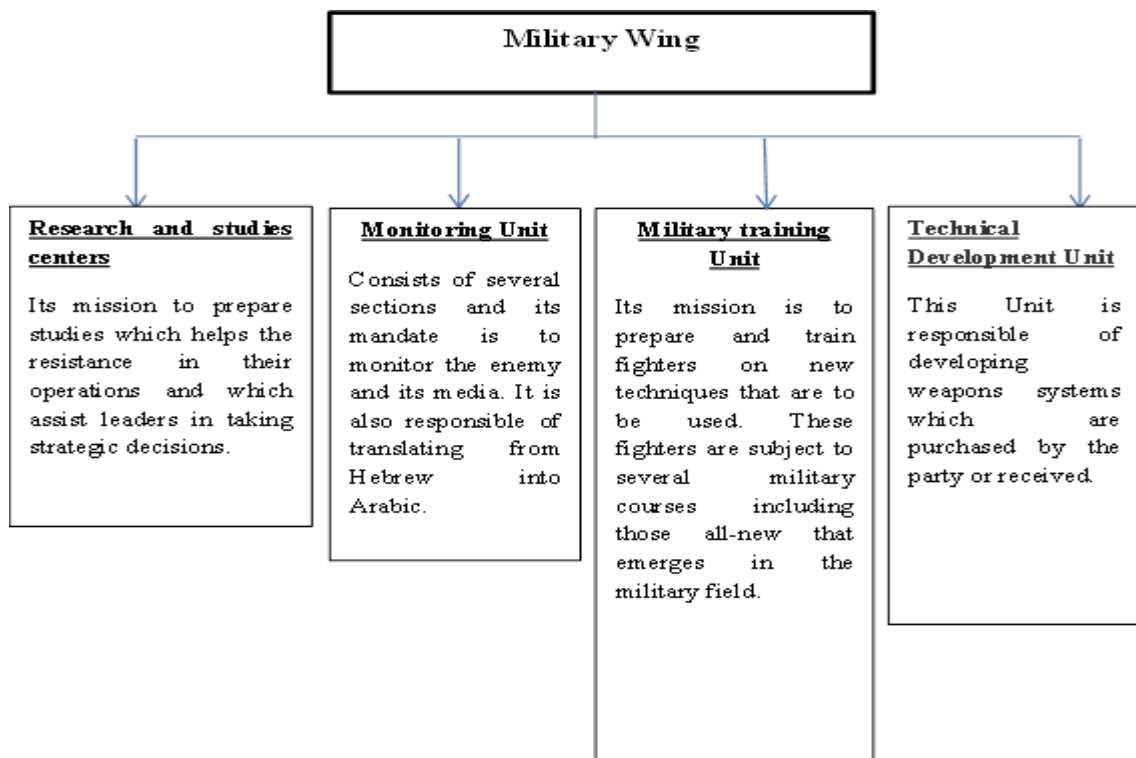 Military Wing
Research and studies
centers
Its mission to prepare
studies which helps the
resistance in their
operations and which
assist leaders in taking
strategic decisions.
Monitoring Unit
Consists of several
sections and its
mandate is to
monitor the enemy
and its media. It is
also responsible of
translating from
Hebrew into
Arabic.
Military training
Unit
Its mission is to
prepare and train
fighters on new
techniques that are to
be used. These
fighters are subject to
several military
courses including
those all-new that
emerges in the
military field.
Technical
Development Unit
This Unit is
responsible of
developing
weapons systems
which are
purchased by the
party or received.